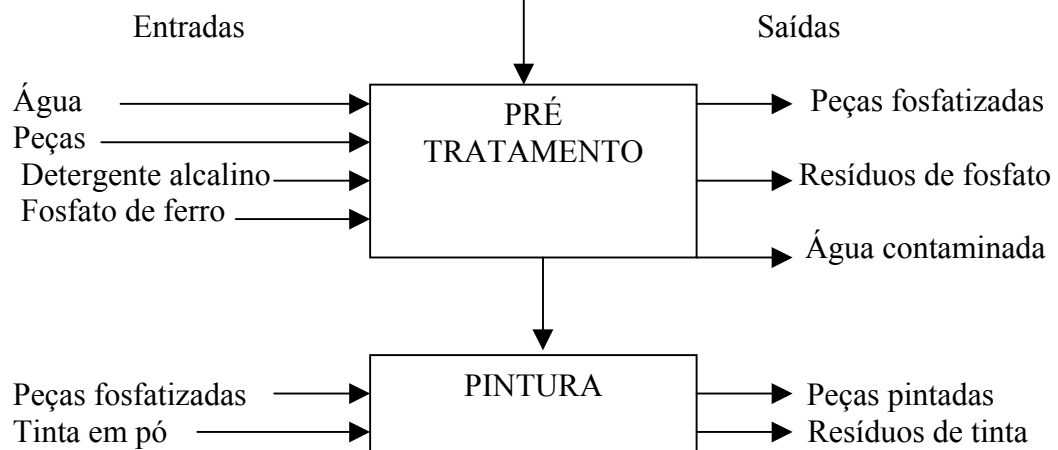 Entradas
Saídas
Água
Peças
Detergente alcalino
Fosfato de ferro
PRÉ
TRATAMENTO
Peças fosfatizadas
Resíduos de fosfato
Água contaminada
Peças fosfatizadas
Tinta em pó
PINTURA
Peças pintadas
Resíduos de tinta